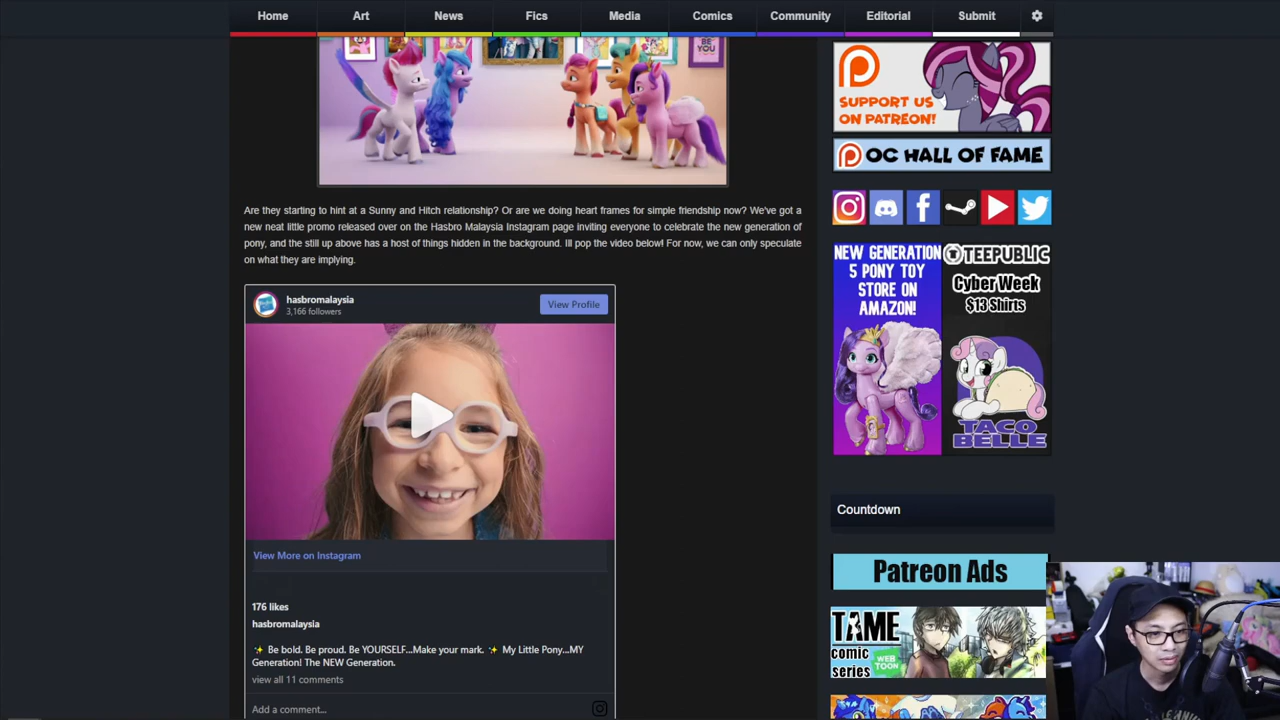 Home Art News Fics Media Comics Community Editorial Submit
BE YOU
SUPPORT US
ON PATREON!
OC HALL OF FAME
Are they starting to hint at a Sunny and Hitch relationship? Or are we doing heart frames for simple friendship now? We've got a
new neat little promo released over on the Hasbro Malaysia Instagram page inviting everyone to celebrate the new generation of
pony, and the still up above has a host of things hidden in the background. Ill pop the video below! For now, we can only speculate
on what they are implying.
hasbromalaysia
3,166 followers
View Profile
View More on Instagram
176 likes
hasbromalaysia
✨ Be bold. Be proud. Be YOURSELF...Make your mark. ✨ My Little Pony...MY
Generation! The NEW Generation.
view all 11 comments
Add a comment...
NEW GENERATION
5 PONY TOY
STORE ON
AMAZON!
TEEPUBLIC
Cyber Week
$13 Shirts
TACO
BELLE
Countdown
Patreon Ads
TAME
comic
series
WEB
TOON